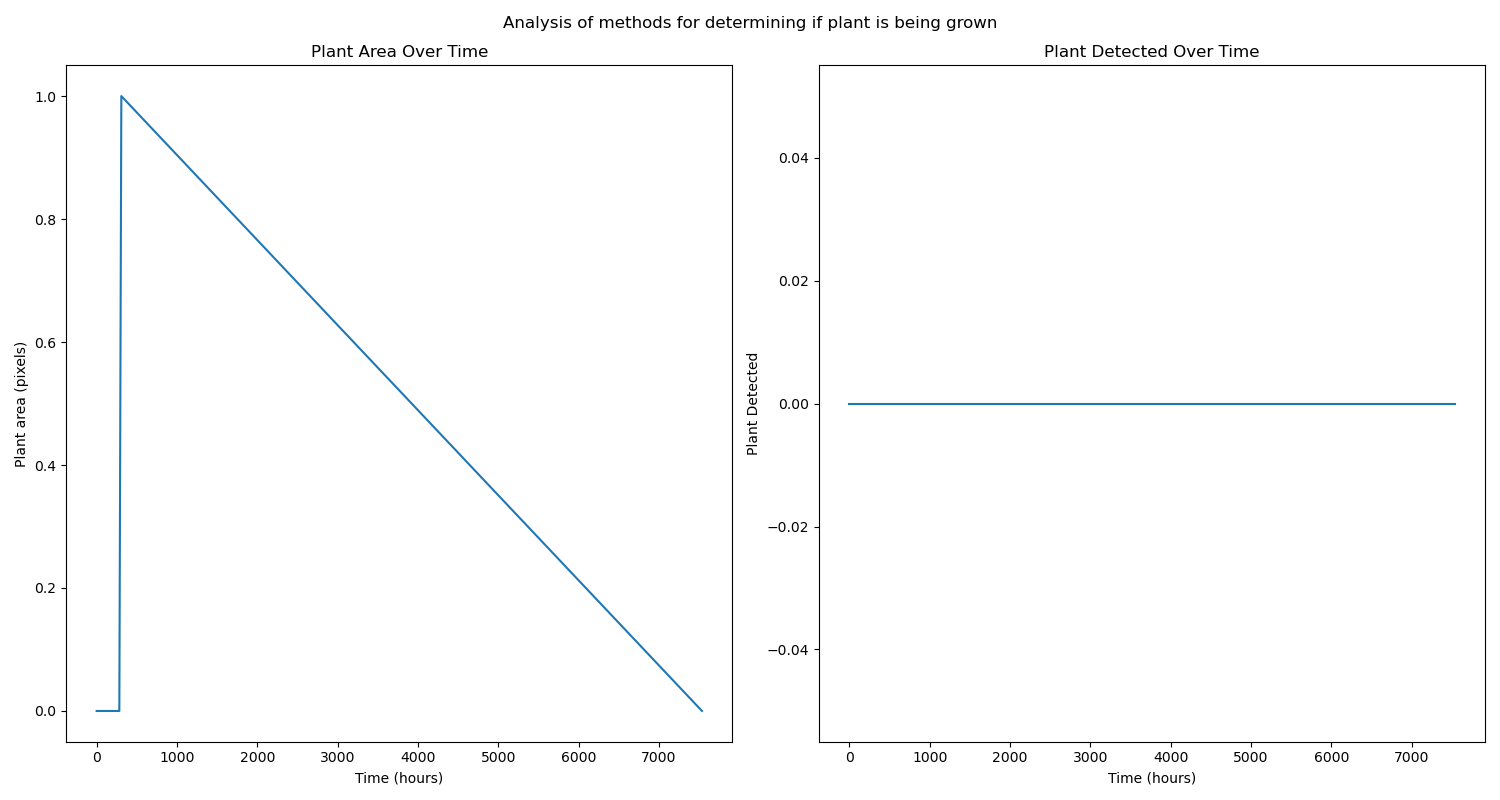 Analysis of methods for determining if plant is being grown
Plant Area Over Time
Plant area (pixels)
1.0
0.8
0.6
0.4
0.2
0.0
0 1000 2000 3000 4000 5000 6000 7000
Time (hours)
Plant Detected Over Time
Plant Detected
0.04
0.02
0.00
−0.02
−0.04
0 1000 2000 3000 4000 5000 6000 7000
Time (hours)